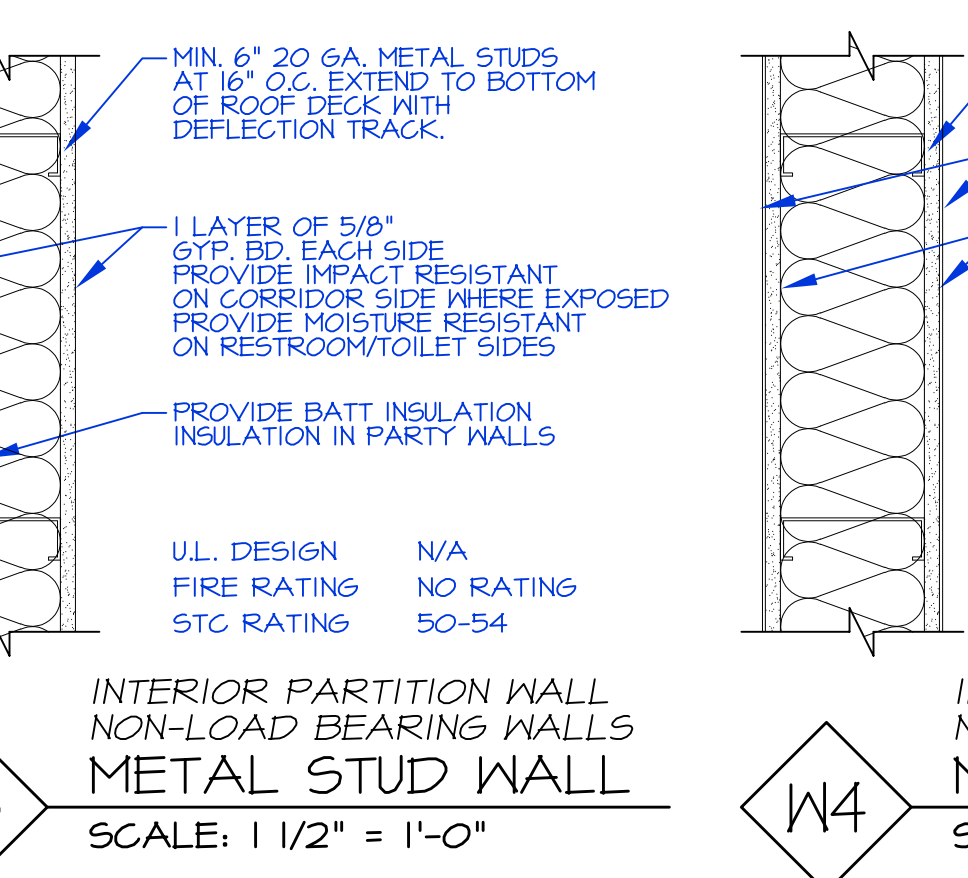 MIN. 6" 20 GA. METAL STUDS
AT 16" O.C. EXTEND TO BOTTOM
OF ROOF DECK WITH
DEFLECTION TRACK.
1 LAYER OF 5/8"
GYP. BD. EACH SIDE
PROVIDE IMPACT RESISTANT
ON CORRIDOR SIDE WHERE EXPOSED
PROVIDE MOISTURE RESISTANT
ON RESTROOM/TOILET SIDES
PROVIDE BATT INSULATION
INSULATION IN PARTY WALLS
U.L. DESIGN N/A
FIRE RATING NO RATING
STC RATING 50-54
INTERIOR PARTITION WALL
NON-LOAD BEARING WALLS
METAL STUD WALL
SCALE: 1 1/2" = 1'-0"
W4